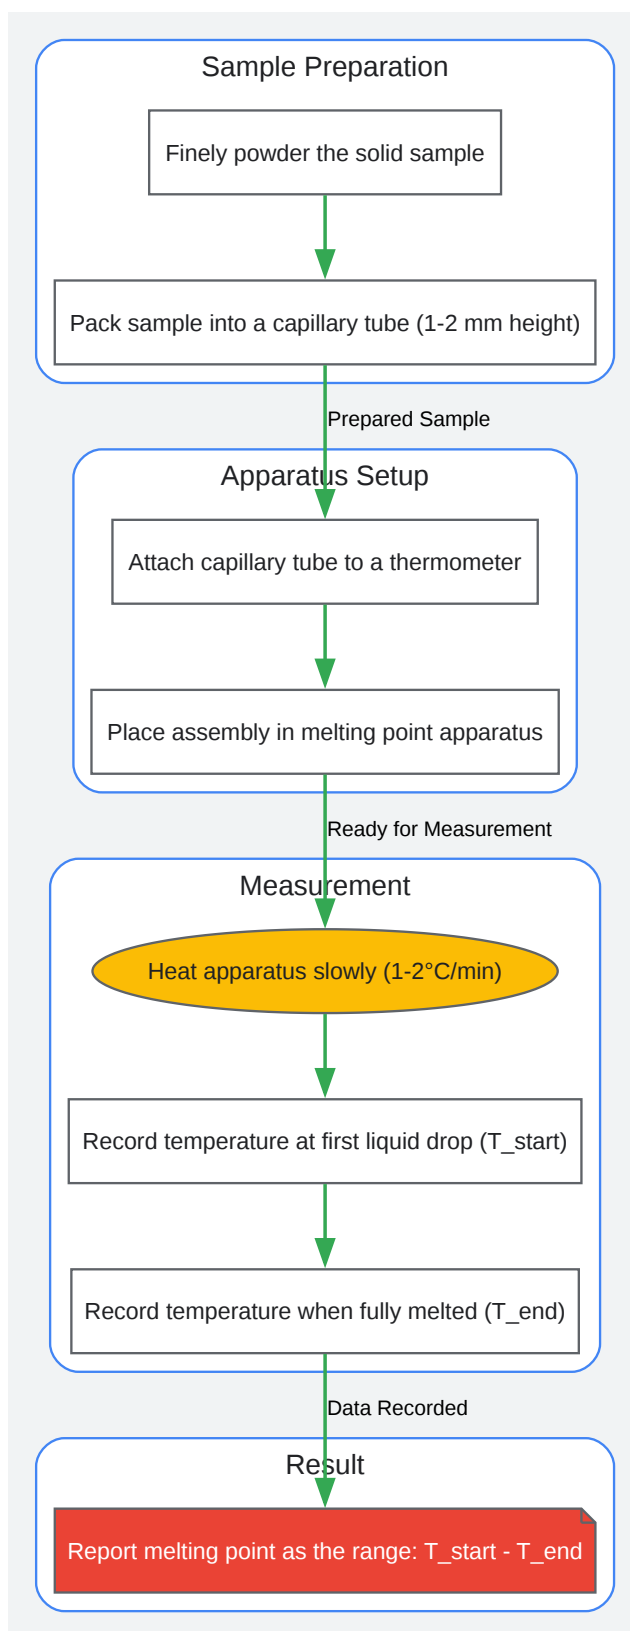 Sample Preparation
Finely powder the solid sample
Pack sample into a capillary tube (1-2 mm height)
Prepared Sample
Apparatus Setup
Attach capillary tube to a thermometer
Place assembly in melting point apparatus
Ready for Measurement
Measurement
Heat apparatus slowly (1-2°C/min)
Record temperature at first liquid drop (T_start)
Record temperature when fully melted (T_end)
Data Recorded
Result
Report melting point as the range: T_start - T_end